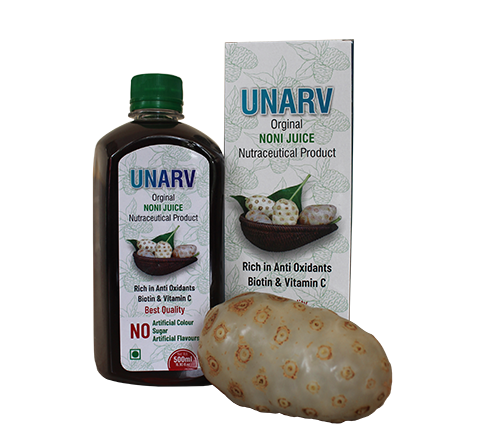 UNARV
Orginal
NONI JUICE
Nutraceutical Product
Rich in Anti Oxidants
Biotin & Vitamin C
Best Quality
NO
Artificial Colour
Sugar
Artificial Flavours
500ml
UNARV
Orginal
NONI JUICE
Nutraceutical Product
Rich in Anti Oxidants
Biotin & Vitamin C